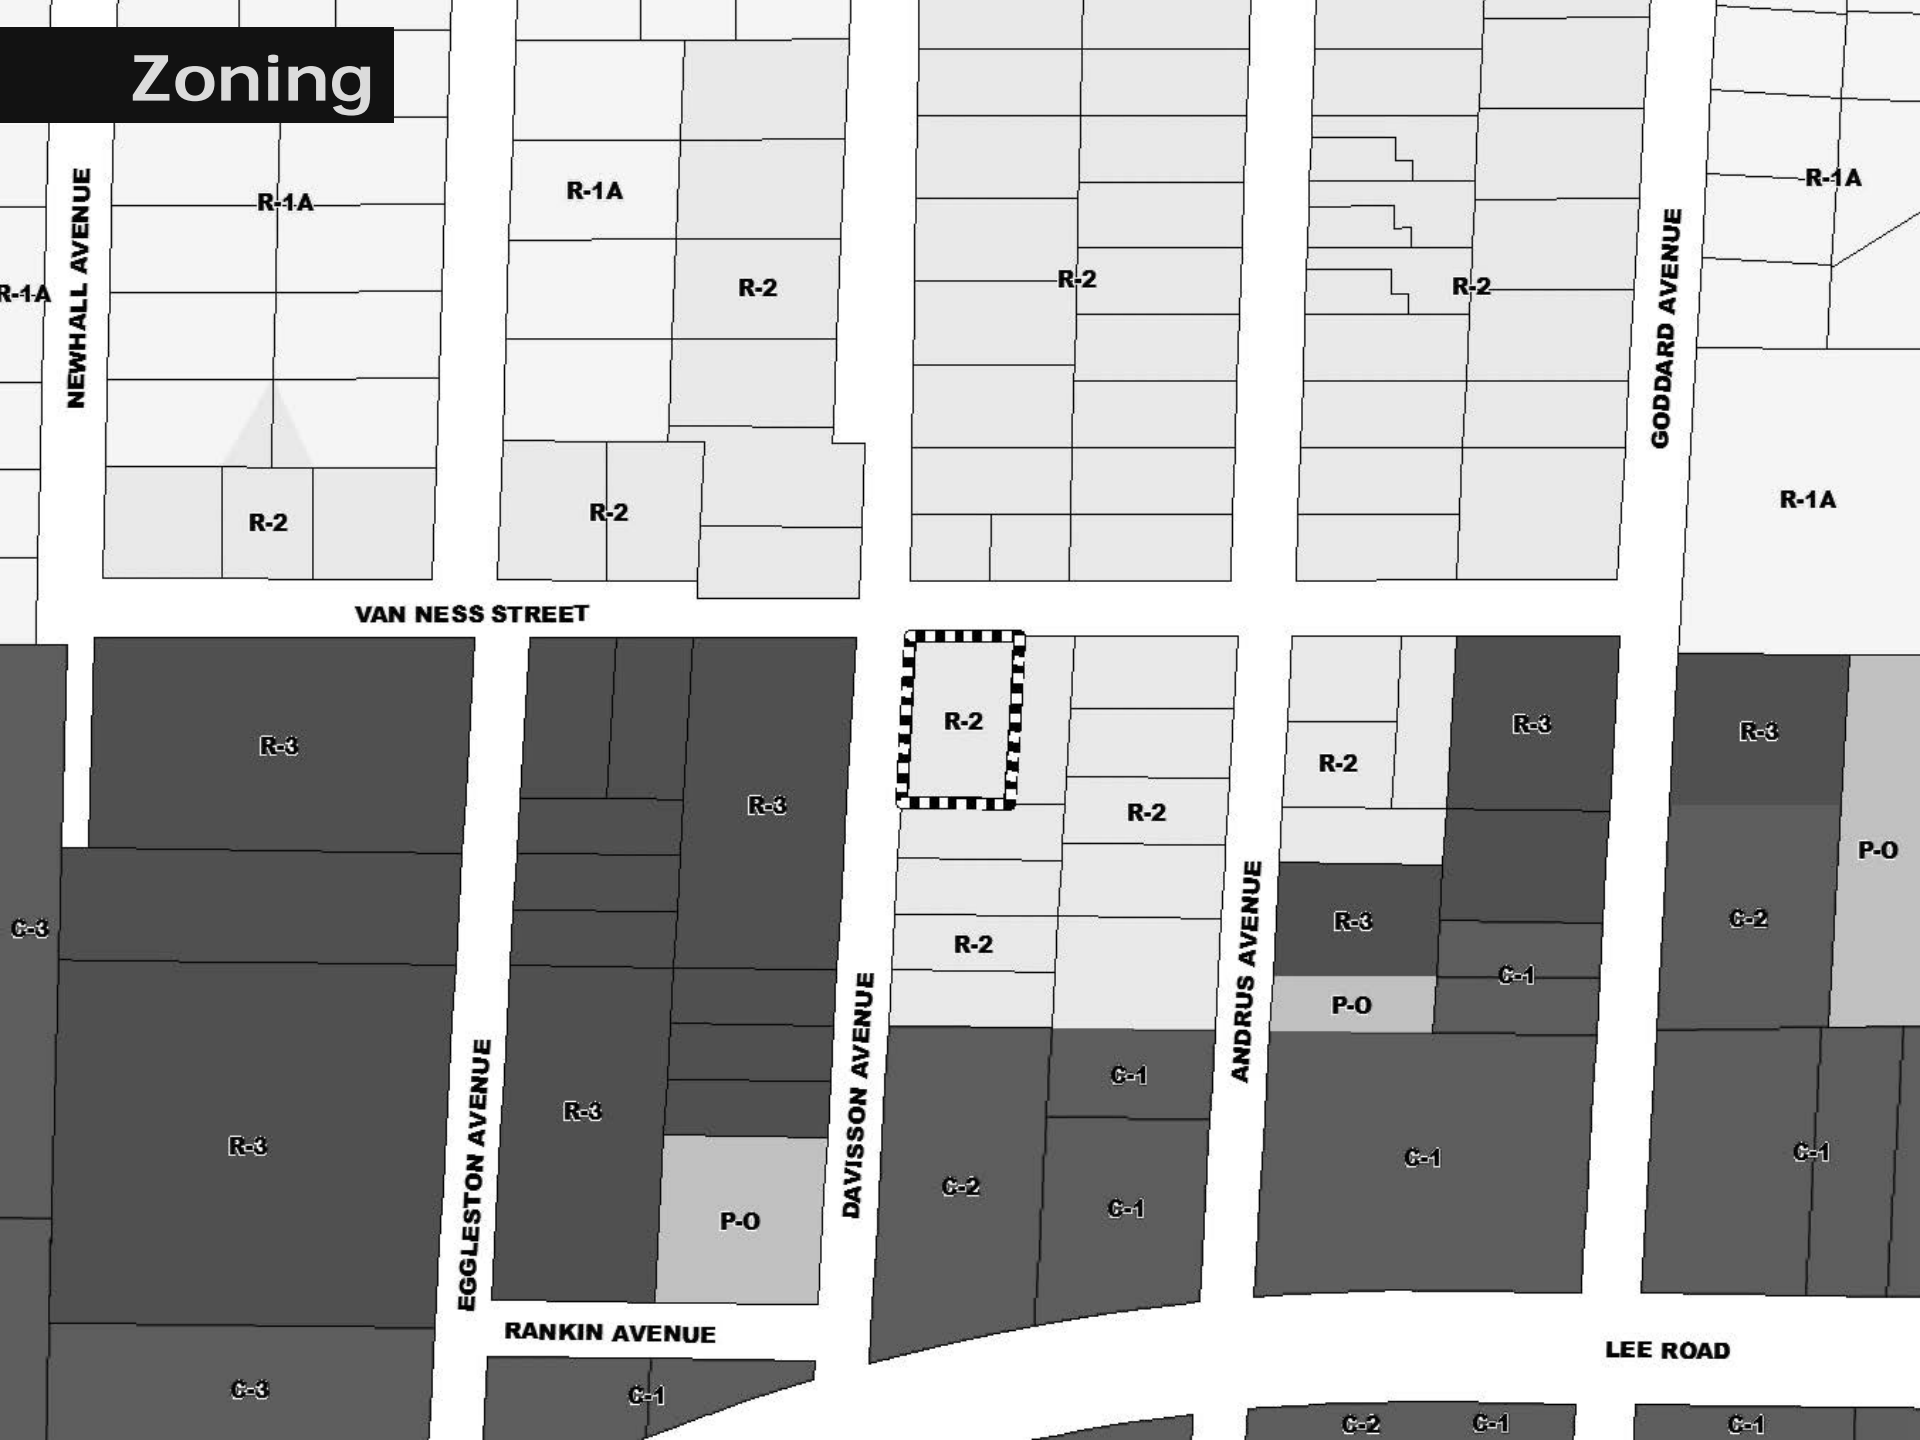 Zoning
R-1A
R-1A
R-1A
R-1A
NEWHALL AVENUE
R-2
R-2
R-2
GODDARD AVENUE
R-1A
R-2
R-2
VAN NESS STREET
R-3
R-3
R-2
R-2
R-2
R-3
R-3
P-O
C-3
C-2
R-3
R-2
C-1
P-O
ANDRUS AVENUE
DAVISSON AVENUE
EGGLESTON AVENUE
R-3
R-3
C-1
C-2
C-1
C-1
C-1
P-O
RANKIN AVENUE
LEE ROAD
C-3
C-1
C-2
C-1
C-1